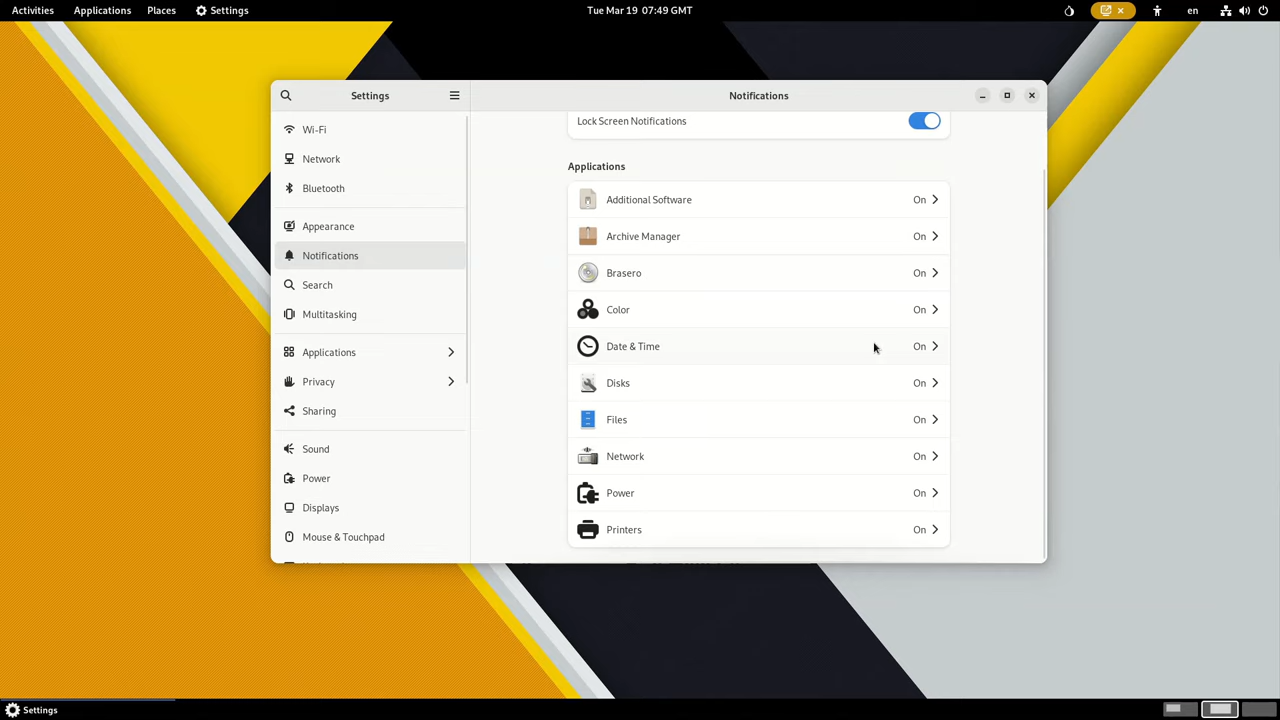 Activities Applications Places Settings Tue Mar 19 07:49 GMT en
Settings
Notifications
Wi-Fi
Network
Bluetooth
Appearance
Notifications
Search
Multitasking
Applications
Privacy
Sharing
Sound
Power
Displays
Mouse & Touchpad
Lock Screen Notifications
Applications
Additional Software On
Archive Manager On
Brasero On
Color On
Date & Time On
Disks On
Files On
Network On
Power On
Printers On
Settings